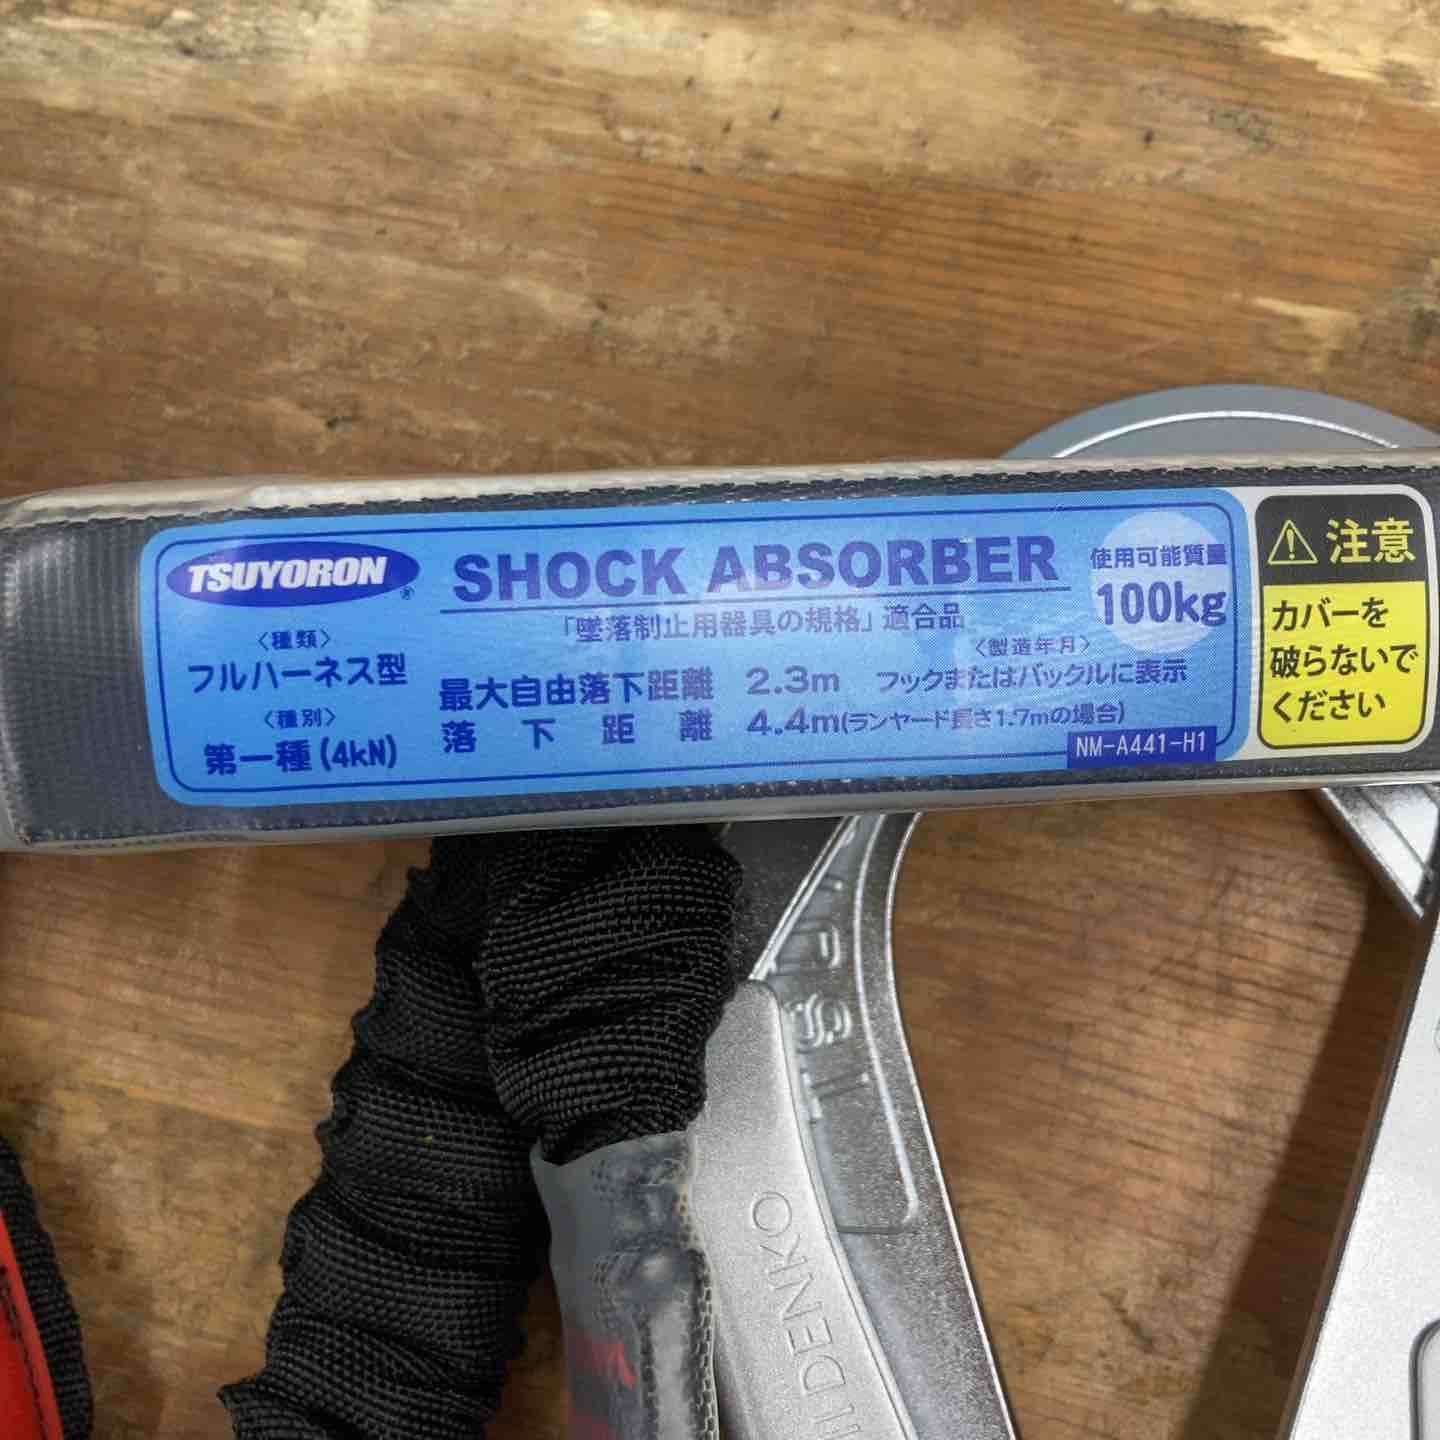 TSUYORON®
SHOCK ABSORBER
「墜落制止用器具の規格」適合品
使用可能質量
100kg
〈種類〉
フルハーネス型
〈種別〉
第一種(4kN)
〈製造年月〉
最大自由落下距離 2.3m フックまたはバックルに表示
落下距離 4.4m(ランヤード長さ1.7mの場合)
NM-A441-H1
⚠注意
カバーを
破らないで
ください
DENKO